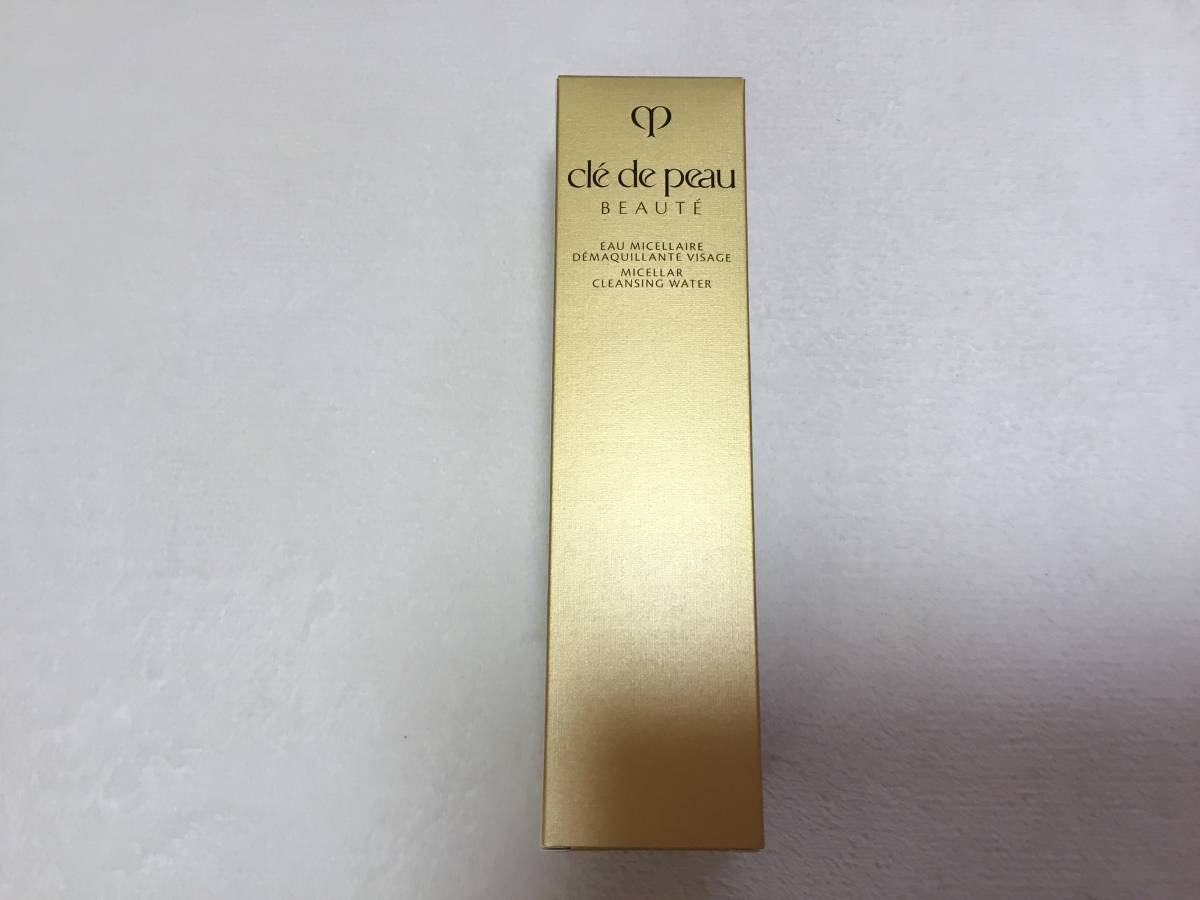 clé de peau
BEAUTÉ
EAU MICELLAIRE
DÉMAQUILLANTE VISAGE
MICELLAR
CLEANSING WATER